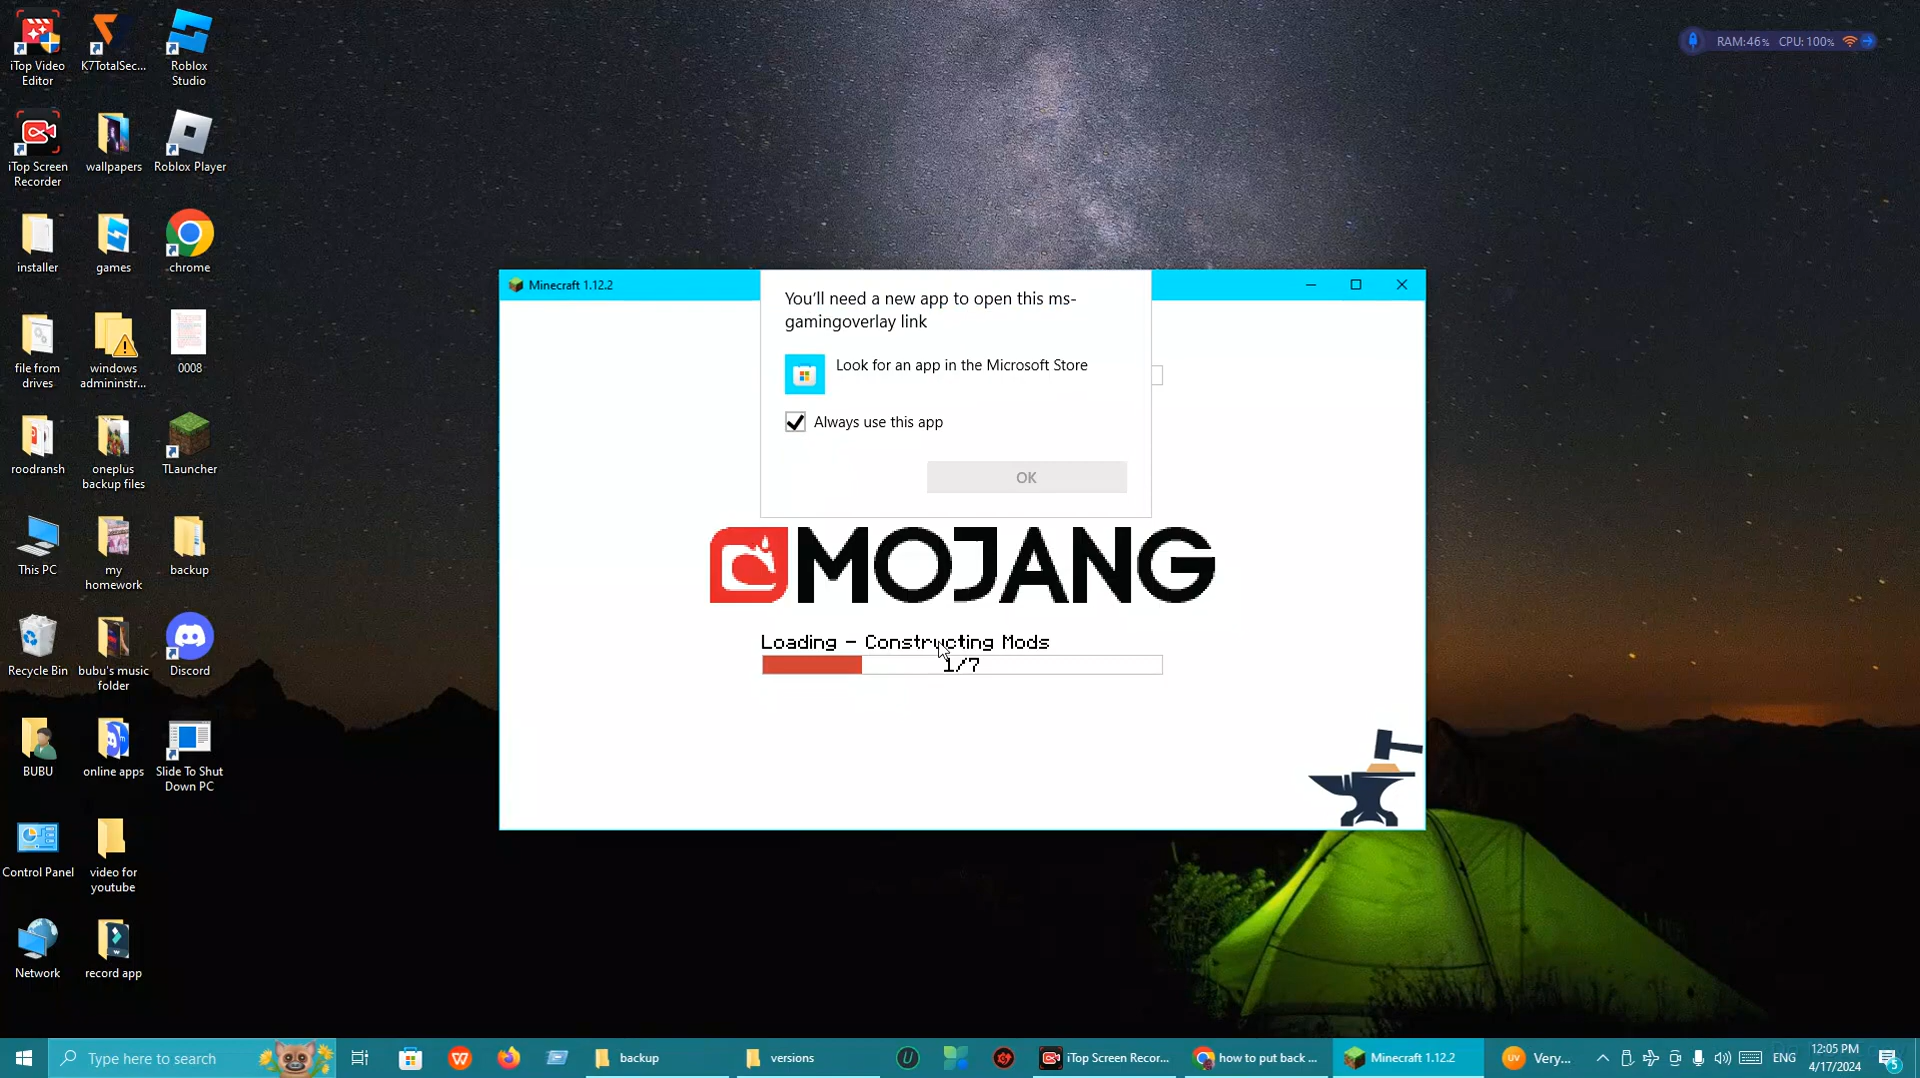 iTop Video
Editor
K7TotalSec...
Roblox
Studio
RAM:46% CPU: 100%
iTop Screen
Recorder
wallpapers
Roblox Player
installer
games
chrome
file from
drives
windows
admininstr...
0008
roodransh
oneplus
backup files
TLauncher
This PC
my
homework
backup
Recycle Bin
bubu's music
folder
Discord
BUBU
online apps
Slide To Shut
Down PC
Control Panel
video for
youtube
Network
record app
Minecraft 1.12.2
You'll need a new app to open this ms-
gamingoverlay link
Look for an app in the Microsoft Store
Always use this app
OK
MOJANG
Loading - Constructing Mods
1/7
Type here to search
backup
versions
iTop Screen Recor...
how to put back ...
Minecraft 1.12.2
UV
Very...
ENG
12:05 PM
4/17/2024
5